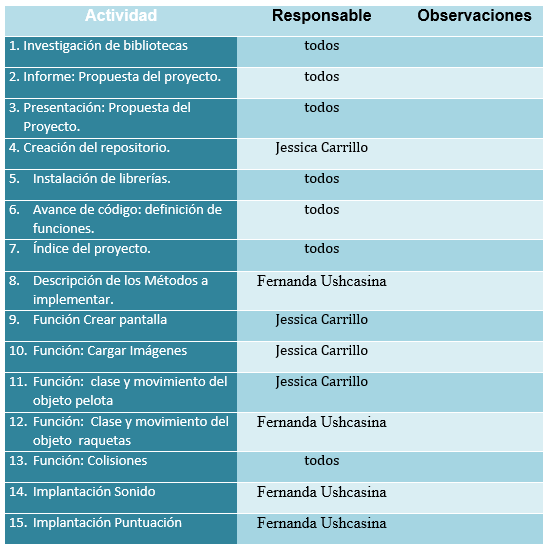 Actividad Responsable Observaciones
1. Investigación de bibliotecas todos
2. Informe: Propuesta del proyecto. todos
3. Presentación: Propuesta del todos
Proyecto.
4. Creación del repositorio. Jessica Carrillo
5. Instalación de librerías. todos
6. Avance de código: definición de todos
funciones.
7. Índice del proyecto. todos
8. Descripción de los Métodos a Fernanda Ushcasina
implementar.
9. Función Crear pantalla Jessica Carrillo
10. Función: Cargar Imágenes Jessica Carrillo
11. Función: clase y movimiento del Jessica Carrillo
objeto pelota
12. Función: Clase y movimiento del Fernanda Ushcasina
objeto raquetas
13. Función: Colisiones todos
14. Implantación Sonido Fernanda Ushcasina
15. Implantación Puntuación Fernanda Ushcasina